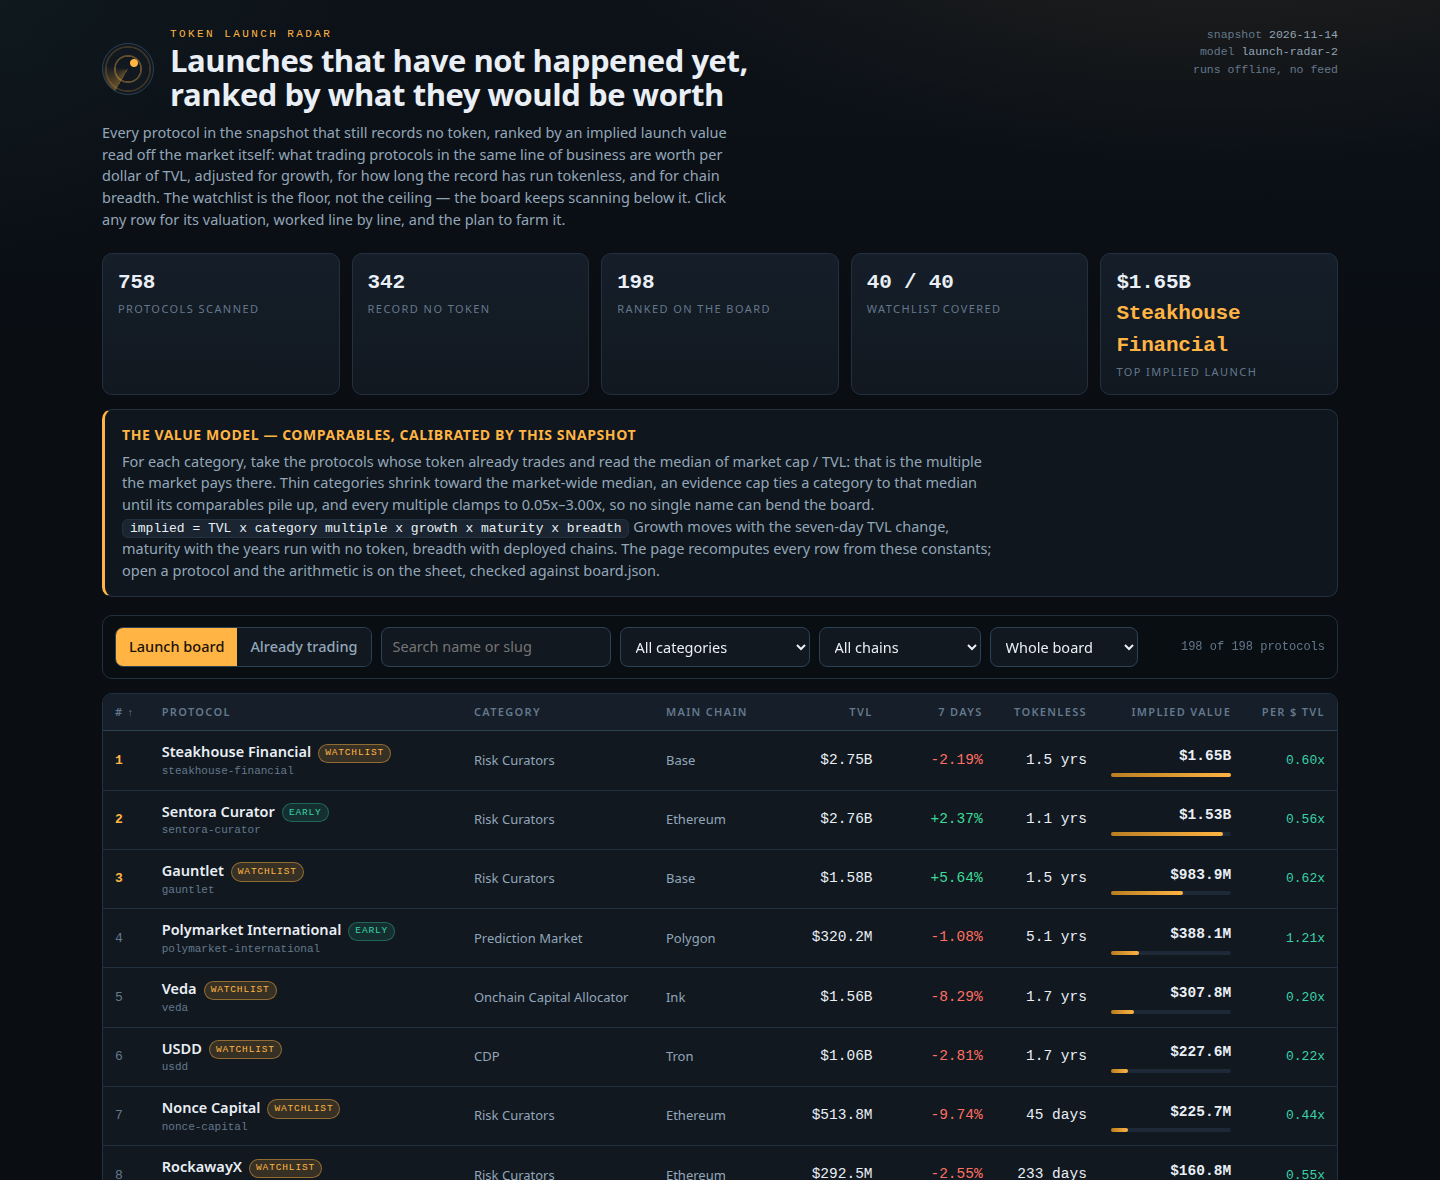 TOKEN LAUNCH RADAR
Launches that have not happened yet,
ranked by what they would be worth
snapshot 2026-11-14
model launch-radar-2
runs offline, no feed
Every protocol in the snapshot that still records no token, ranked by an implied launch value
read off the market itself: what trading protocols in the same line of business are worth per
dollar of TVL, adjusted for growth, for how long the record has run tokenless, and for chain
breadth. The watchlist is the floor, not the ceiling — the board keeps scanning below it. Click
any row for its valuation, worked line by line, and the plan to farm it.
758
PROTOCOLS SCANNED
342
RECORD NO TOKEN
198
RANKED ON THE BOARD
40 / 40
WATCHLIST COVERED
$1.65B
Steakhouse
Financial
TOP IMPLIED LAUNCH
THE VALUE MODEL — COMPARABLES, CALIBRATED BY THIS SNAPSHOT
For each category, take the protocols whose token already trades and read the median of market cap / TVL: that is the multiple
the market pays there. Thin categories shrink toward the market-wide median, an evidence cap ties a category to that median
until its comparables pile up, and every multiple clamps to 0.05x–3.00x, so no single name can bend the board.
implied = TVL x category multiple x growth x maturity x breadth Growth moves with the seven-day TVL change,
maturity with the years run with no token, breadth with deployed chains. The page recomputes every row from these constants;
open a protocol and the arithmetic is on the sheet, checked against board.json.
Launch board Already trading Search name or slug All categories All chains Whole board 198 of 198 protocols
# ↑ PROTOCOL CATEGORY MAIN CHAIN TVL 7 DAYS TOKENLESS IMPLIED VALUE PER $ TVL
1 Steakhouse Financial WATCHLIST Risk Curators Base $2.75B -2.19% 1.5 yrs $1.65B 0.60x
steakhouse-financial
2 Sentora Curator EARLY Risk Curators Ethereum $2.76B +2.37% 1.1 yrs $1.53B 0.56x
sentora-curator
3 Gauntlet WATCHLIST Risk Curators Base $1.58B +5.64% 1.5 yrs $983.9M 0.62x
gauntlet
4 Polymarket International EARLY Prediction Market Polygon $320.2M -1.08% 5.1 yrs $388.1M 1.21x
polymarket-international
5 Veda WATCHLIST Onchain Capital Allocator Ink $1.56B -8.29% 1.7 yrs $307.8M 0.20x
veda
6 USDD WATCHLIST CDP Tron $1.06B -2.81% 1.7 yrs $227.6M 0.22x
usdd
7 Nonce Capital WATCHLIST Risk Curators Ethereum $513.8M -9.74% 45 days $225.7M 0.44x
nonce-capital
8 RockawayX WATCHLIST Risk Curators Ethereum $292.5M -2.55% 233 days $160.8M 0.55x